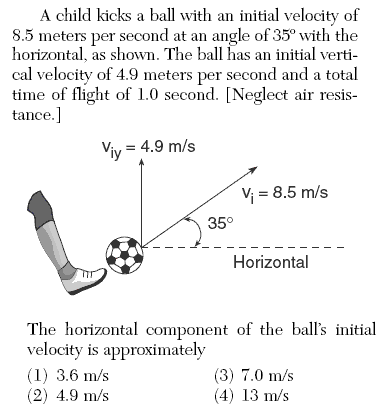 A child kicks a ball with an initial velocity of
8.5 meters per second at an angle of 35° with the
horizontal, as shown. The ball has an initial verti-
cal velocity of 4.9 meters per second and a total
time of flight of 1.0 second. [Neglect air resis-
tance.]
viy = 4.9 m/s
vi = 8.5 m/s
35°
Horizontal
The horizontal component of the ball's initial
velocity is approximately
(1) 3.6 m/s (3) 7.0 m/s
(2) 4.9 m/s (4) 13 m/s